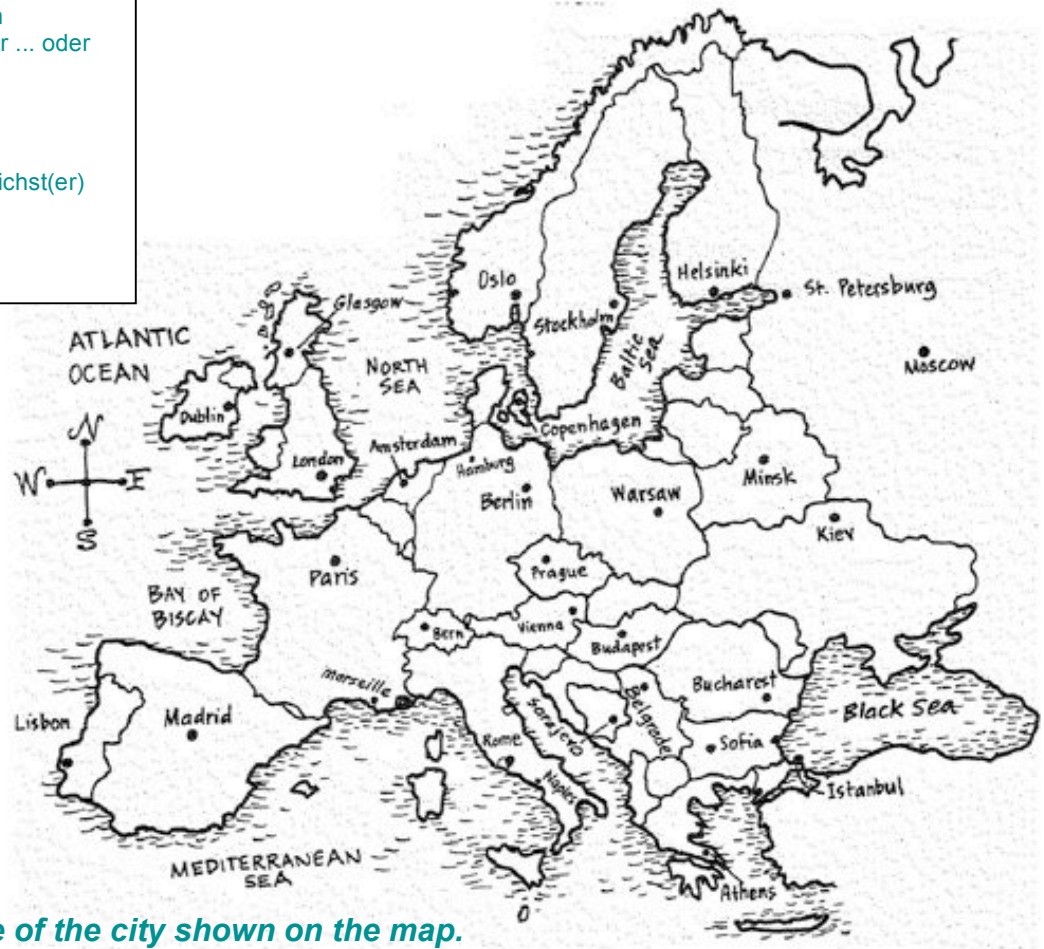 r ... oder
ichst(er)
ATLANTIC
OCEAN
Glasgow
NORTH
SEA
Oslo
Stockholm
Helsinki
St. Petersburg
Moscow
Baltic
Sea
Dublin
London
Amsterdam
Hamburg
Copenhagen
Berlin
Warsaw
Minsk
Kiev
N
W
E
S
Paris
Prague
BAY OF
BISCAY
Bern
Vienna
Budapest
Marseille
Bucharest
Belgrade
Sarajevo
Black Sea
Lisbon
Madrid
Rome
Naples
Sofia
Istanbul
MEDITERRANEAN
SEA
Athens
e of the city shown on the map.